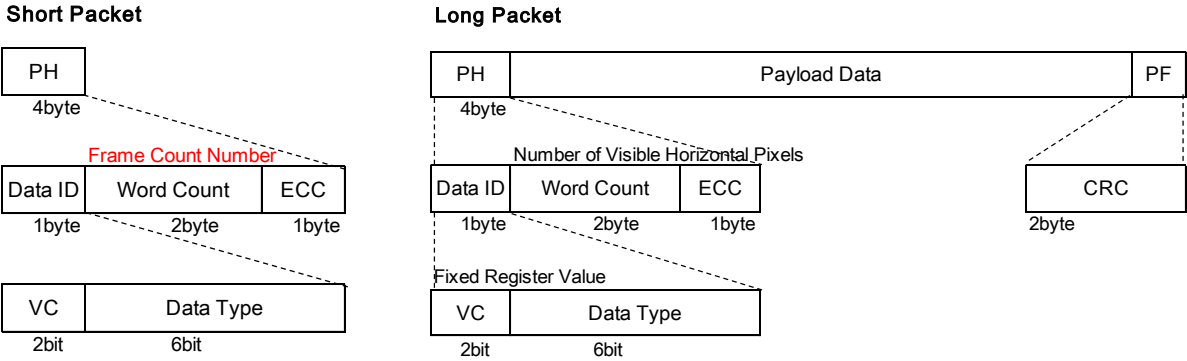 Short Packet
Long Packet
PH
PH
Payload Data
PF
4byte
4byte
Frame Count Number
Number of Visible Horizontal Pixels
Data ID
Word Count
ECC
Data ID
Word Count
ECC
CRC
1byte
2byte
1byte
1byte
2byte
1byte
2byte
Fixed Register Value
VC
Data Type
VC
Data Type
2bit
6bit
2bit
6bit